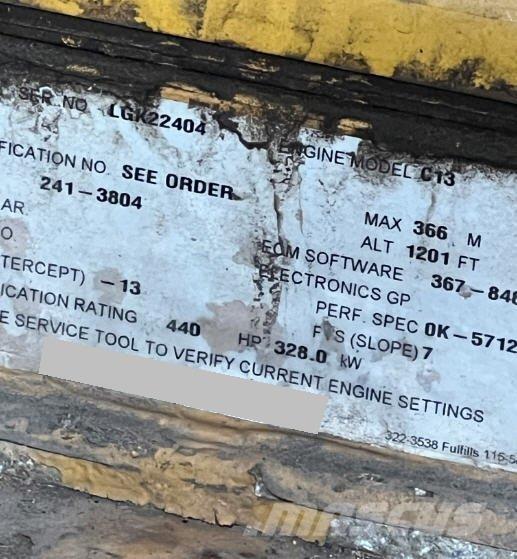 SER. NO. LGK22404
ENGINE MODEL C13
FICATION NO. SEE ORDER
241-3804
MAX 366 M
ALT 1201 FT
AR.
O.
ECM SOFTWARE 367-848
ELECTRONICS GP
TERCEPT) -13
PERF. SPEC 0K-5712
ICATION RATING 440 HP 328.0 kW
F S (SLOPE) 7
E SERVICE TOOL TO VERIFY CURRENT ENGINE SETTINGS
322-3538 Fulfills 115-5
MASCUS